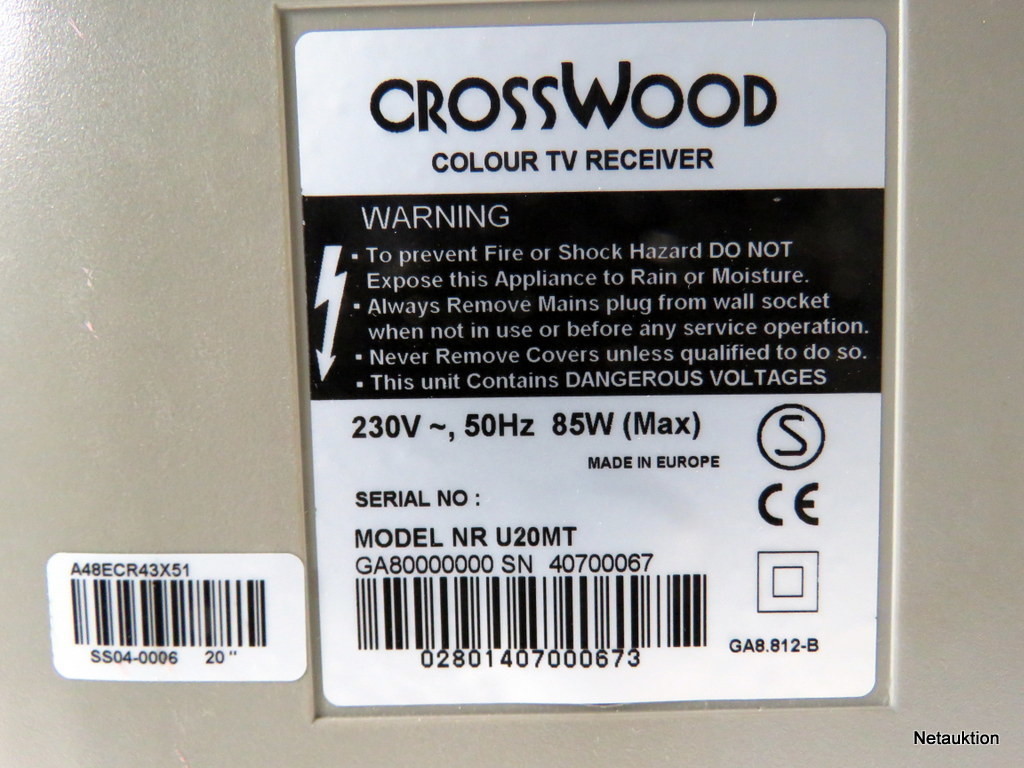 CROSSWOOD
COLOUR TV RECEIVER
WARNING
▪ To prevent Fire or Shock Hazard DO NOT
Expose this Appliance to Rain or Moisture.
▪ Always Remove Mains plug from wall socket
when not in use or before any service operation.
▪ Never Remove Covers unless qualified to do so.
▪ This unit Contains DANGEROUS VOLTAGES
230V ~, 50Hz 85W (Max)
S
MADE IN EUROPE
CE
SERIAL NO :
MODEL NR U20MT
GA80000000 SN 40700067
02801407000673
GA8.812-B
A48ECR43X51
SS04-0006 20 "
Netauktion